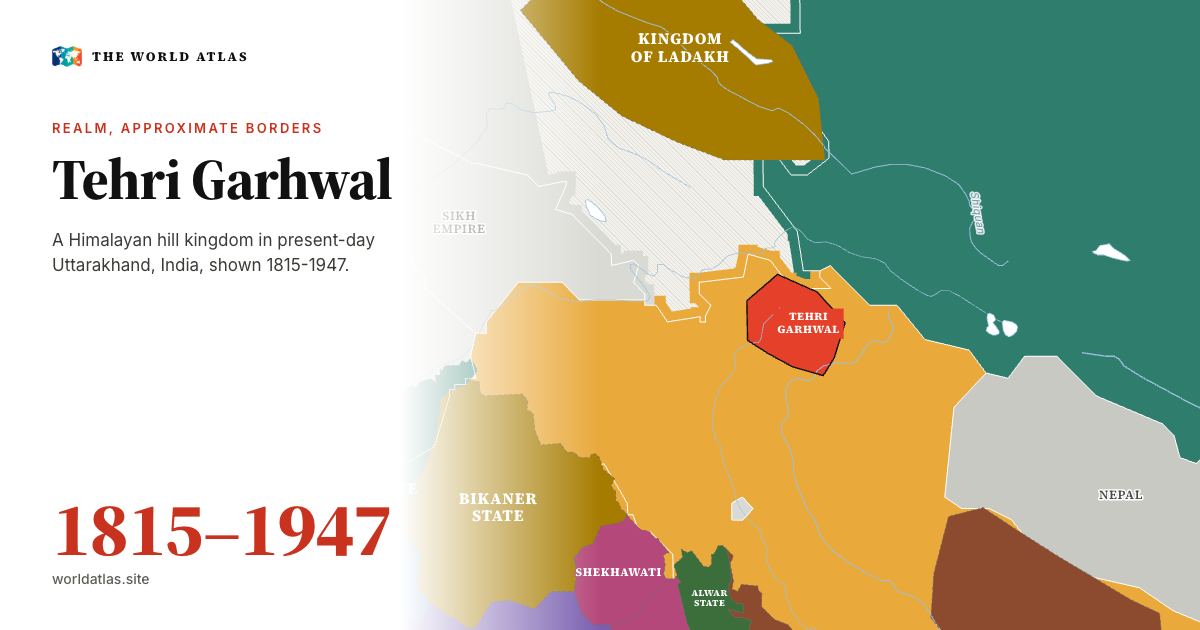 THE WORLD ATLAS
REALM, APPROXIMATE BORDERS
Tehri Garhwal
A Himalayan hill kingdom in present-day
Uttarakhand, India, shown 1815-1947.
1815–1947
worldatlas.site
KINGDOM
OF LADAKH
SIKH
EMPIRE
Shiquan
TEHRI
GARHWAL
NEPAL
BIKANER
STATE
SHEKHAWATI
ALWAR
STATE